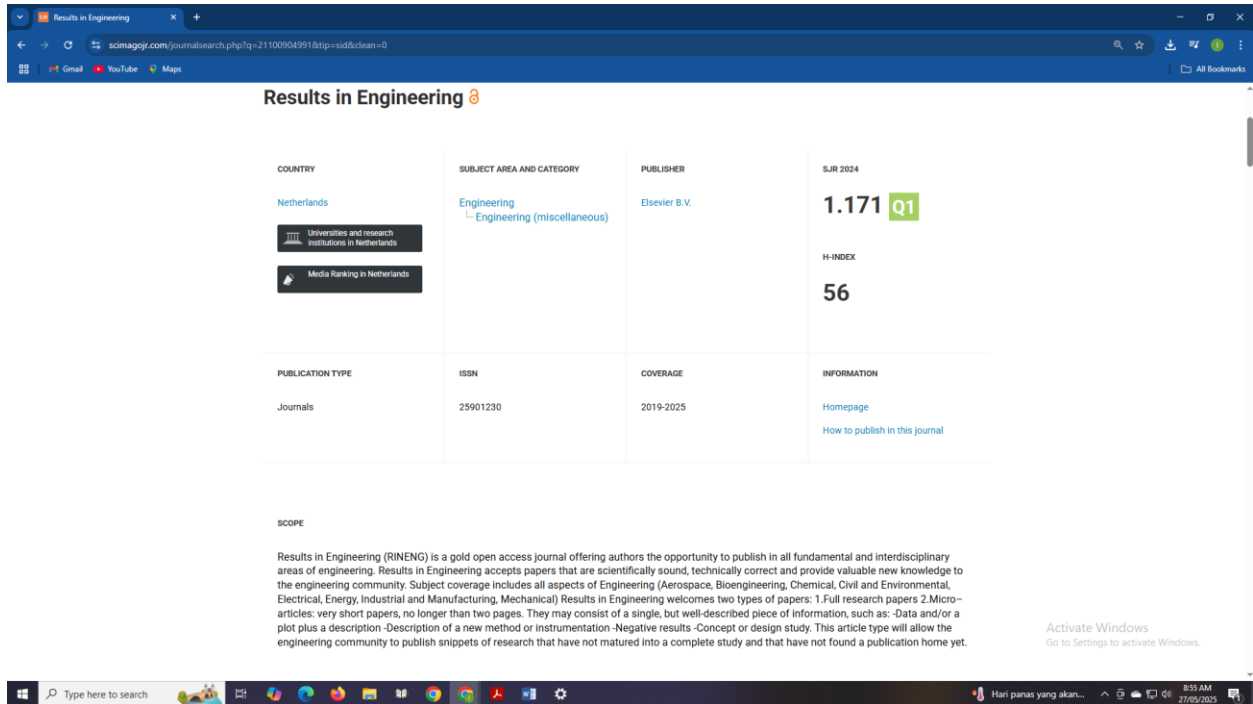 Results in Engineering
scimagojr.com/journalsearch.php?q=21100904991&tip=sid&clean=0
Gmail
YouTube
Maps
All Bookmarks
Results in Engineering
COUNTRY
Netherlands
Universities and research
institutions in Netherlands
Media Ranking in Netherlands
SUBJECT AREA AND CATEGORY
Engineering
Engineering (miscellaneous)
PUBLISHER
Elsevier B.V.
SJR 2024
1.171 Q1
H-INDEX
56
PUBLICATION TYPE
Journals
ISSN
25901230
COVERAGE
2019-2025
INFORMATION
Homepage
How to publish in this journal
SCOPE
Results in Engineering (RINENG) is a gold open access journal offering authors the opportunity to publish in all fundamental and interdisciplinary
areas of engineering. Results in Engineering accepts papers that are scientifically sound, technically correct and provide valuable new knowledge to
the engineering community. Subject coverage includes all aspects of Engineering (Aerospace, Bioengineering, Chemical, Civil and Environmental,
Electrical, Energy, Industrial and Manufacturing, Mechanical) Results in Engineering welcomes two types of papers: 1.Full research papers 2.Micro–
articles: very short papers, no longer than two pages. They may consist of a single, but well-described piece of information, such as: -Data and/or a
plot plus a description -Description of a new method or instrumentation -Negative results -Concept or design study. This article type will allow the
engineering community to publish snippets of research that have not matured into a complete study and that have not found a publication home yet.
Activate Windows
Go to Settings to activate Windows.
Type here to search
Hari panas yang akan...
8:55 AM
27/05/2025